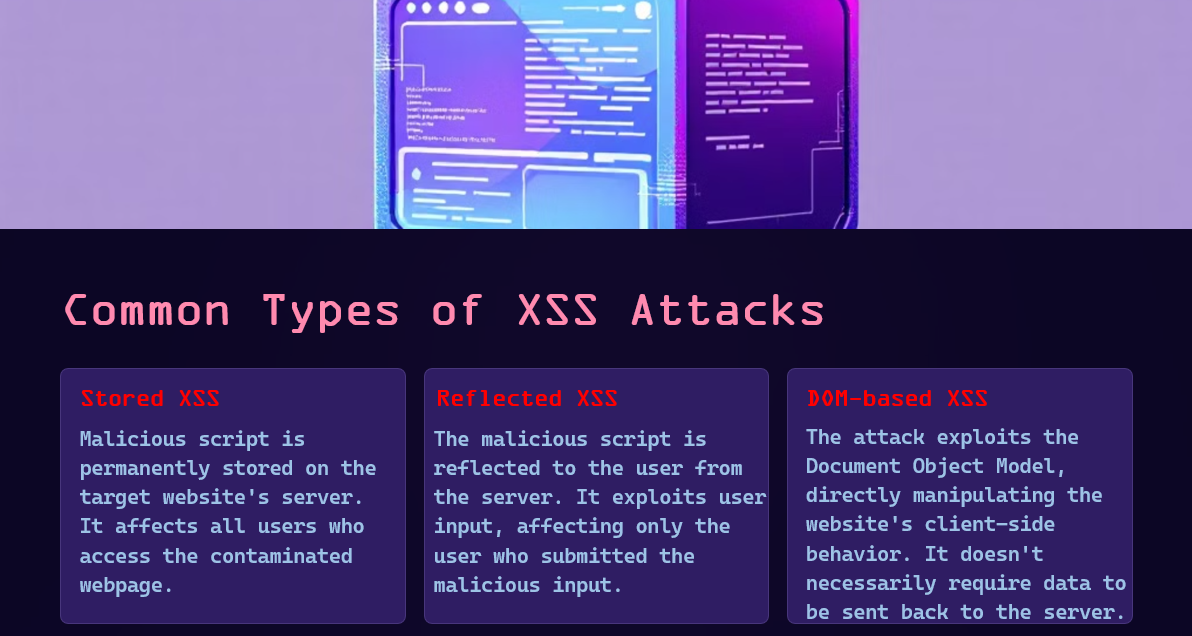 Common Types of XSS Attacks
Stored XSS
Malicious script is
permanently stored on the
target website's server.
It affects all users who
access the contaminated
webpage.
Reflected XSS
The malicious script is
reflected to the user from
the server. It exploits user
input, affecting only the
user who submitted the
malicious input.
DOM-based XSS
The attack exploits the
Document Object Model,
directly manipulating the
website's client-side
behavior. It doesn't
necessarily require data to
be sent back to the server.